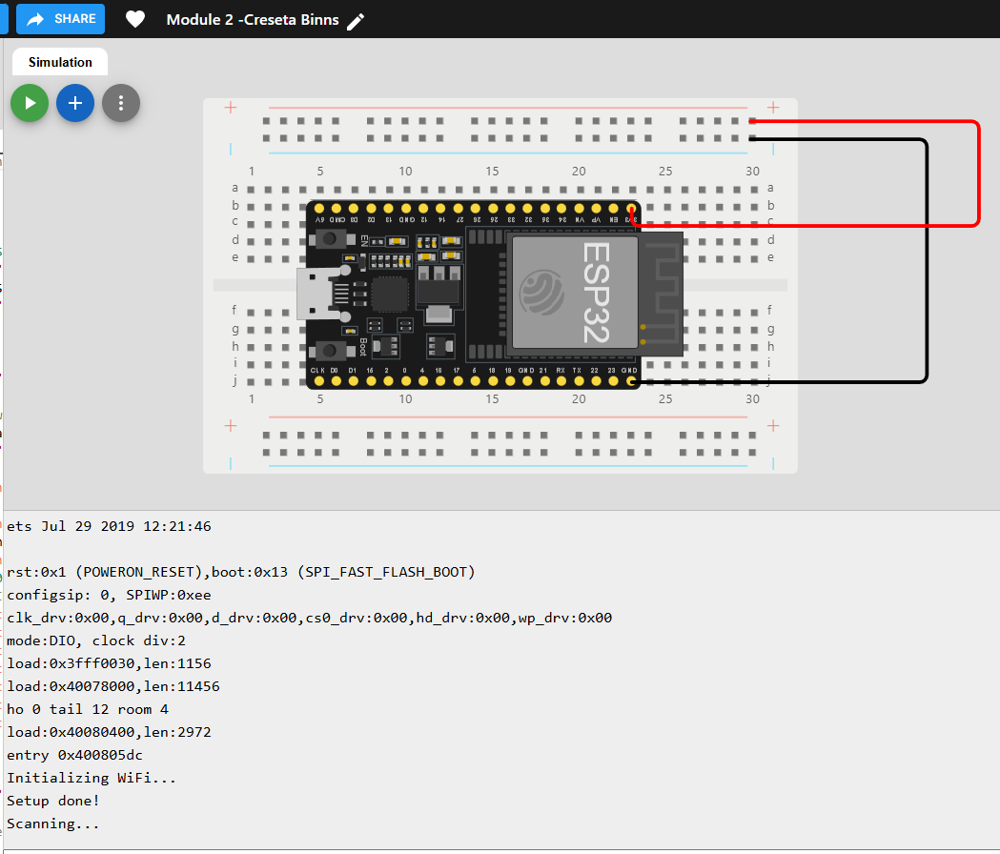 SHARE
Module 2 -Creseta Binns
Simulation
1 5 10 15 20 25 30
a a
b b
c c
d d
e e
3V3 EN VP VN 34 35 32 33 25 26 27 14 12 GND 13 D2 D3 CMD 5V
EN
ESP32
Boot
f f
g g
h h
i i
j j
CLK D0 D1 15 2 0 4 16 17 5 18 19 GND 21 RX TX 22 23 GND
1 5 10 15 20 25 30
ets Jul 29 2019 12:21:46
rst:0x1 (POWERON_RESET),boot:0x13 (SPI_FAST_FLASH_BOOT)
configsip: 0, SPIWP:0xee
clk_drv:0x00,q_drv:0x00,d_drv:0x00,cs0_drv:0x00,hd_drv:0x00,wp_drv:0x00
mode:DIO, clock div:2
load:0x3fff0030,len:1156
load:0x40078000,len:11456
ho 0 tail 12 room 4
load:0x40080400,len:2972
entry 0x400805dc
Initializing WiFi...
Setup done!
Scanning...